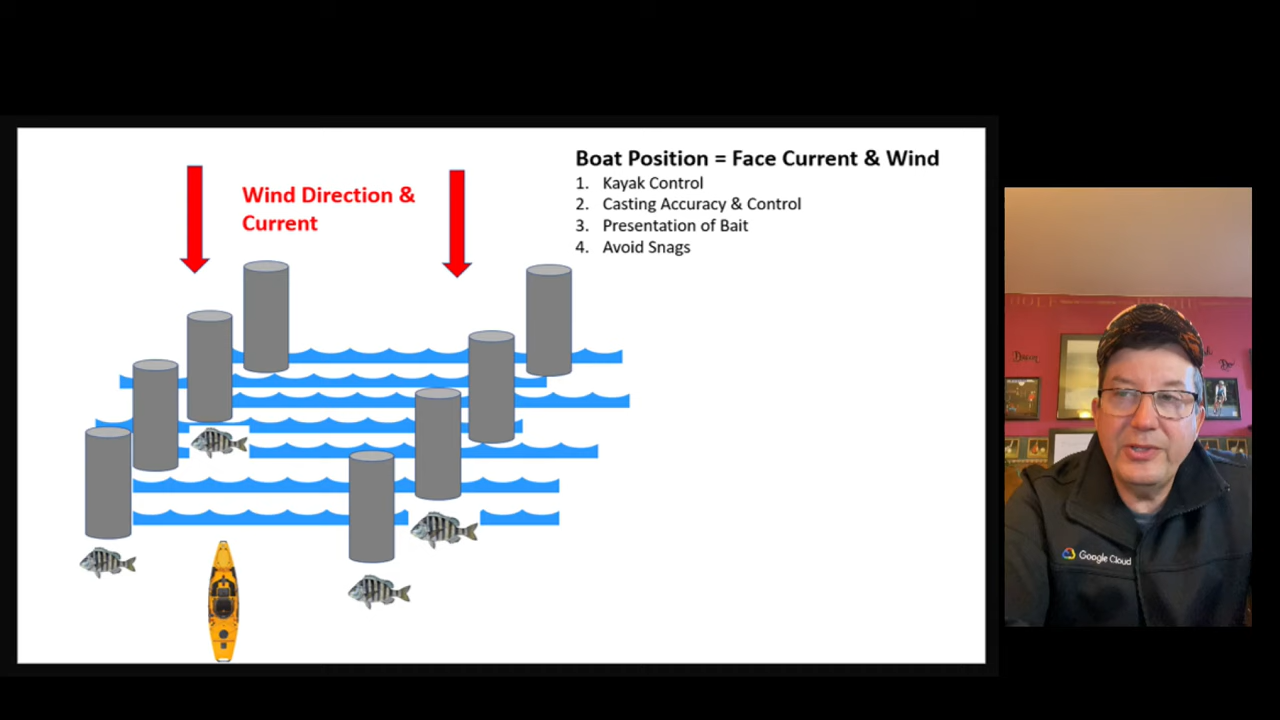 Boat Position = Face Current & Wind
1. Kayak Control
2. Casting Accuracy & Control
3. Presentation of Bait
4. Avoid Snags
Wind Direction &
Current
Google Cloud